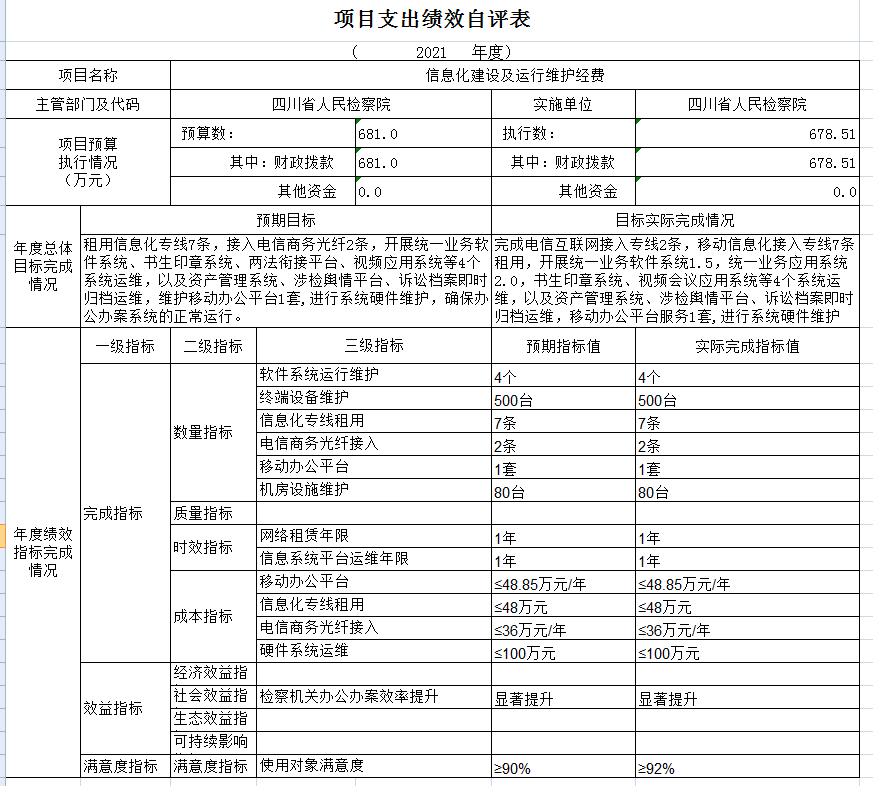 项目支出绩效自评表
( 2021 年度)
项目名称 信息化建设及运行维护经费
主管部门及代码 四川省人民检察院 实施单位 四川省人民检察院
项目预算
执行情况
（万元）
预算数: 681.0 执行数: 678.51
其中: 财政拨款 681.0 其中: 财政拨款 678.51
其他资金 0.0 其他资金 0.0
年度总体
目标完成
情况
预期目标 目标实际完成情况
租用信息化专线7条，接入电信商务光纤2条，开展统一业务软
件系统、书生印章系统、两法衔接平台、视频应用系统等4个
系统运维，以及资产管理系统、涉检舆情平台、诉讼档案即时
归档运维，维护移动办公平台1套,进行系统硬件维护，确保办
公办案系统的正常运行。
完成电信互联网接入专线2条，移动信息化接入专线7条
租用，开展统一业务软件系统1.5，统一业务应用系统
2.0，书生印章系统、视频会议应用系统等4个系统运
维，以及资产管理系统、涉检舆情平台、诉讼档案即时
归档运维，移动办公平台服务1套,进行系统硬件维护
年度绩效
指标完成
情况
一级指标 二级指标 三级指标 预期指标值 实际完成指标值
完成指标
数量指标
软件系统运行维护 4个 4个
终端设备维护 500台 500台
信息化专线租用 7条 7条
电信商务光纤接入 2条 2条
移动办公平台 1套 1套
机房设施维护 80台 80台
质量指标
时效指标
网络租赁年限 1年 1年
信息系统平台运维年限 1年 1年
成本指标
移动办公平台 ≤48.85万元/年 ≤48.85万元/年
信息化专线租用 ≤48万元 ≤48万元
电信商务光纤接入 ≤36万元/年 ≤36万元/年
硬件系统运维 ≤100万元 ≤100万元
效益指标
经济效益指
社会效益指 检察机关办公办案效率提升 显著提升 显著提升
生态效益指
可持续影响
满意度指标 满意度指标 使用对象满意度 ≥90% ≥92%